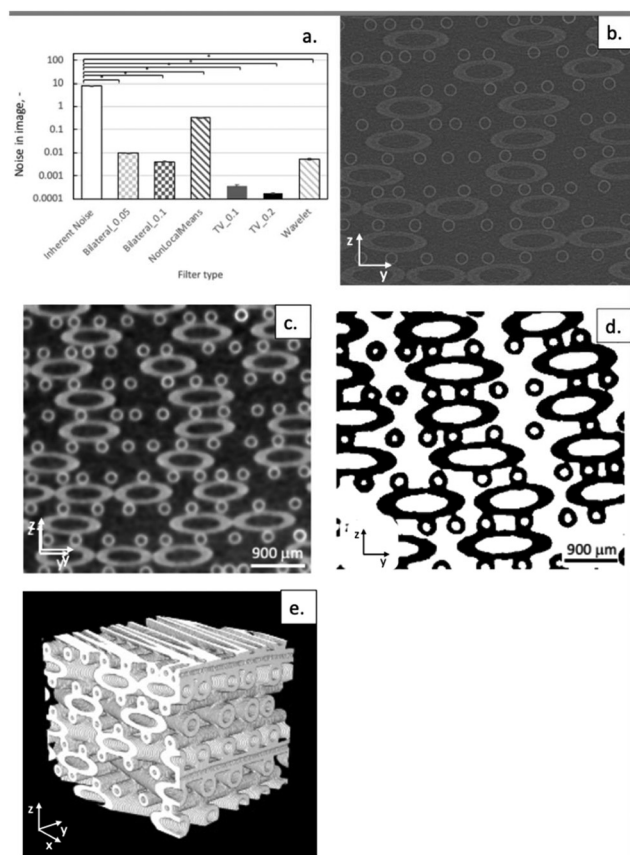 a.
100
10
1
0.1
0.01
0.001
0.0001
Noise in image, -
Inherent Noise
Bilateral_0.05
Bilateral_0.1
NonLocalMeans
TV_0.1
TV_0.2
Wavelet
Filter type
b.
z
y
c.
z
z
y
y
900 μm
d.
z
y
900 μm
e.
z
y
x